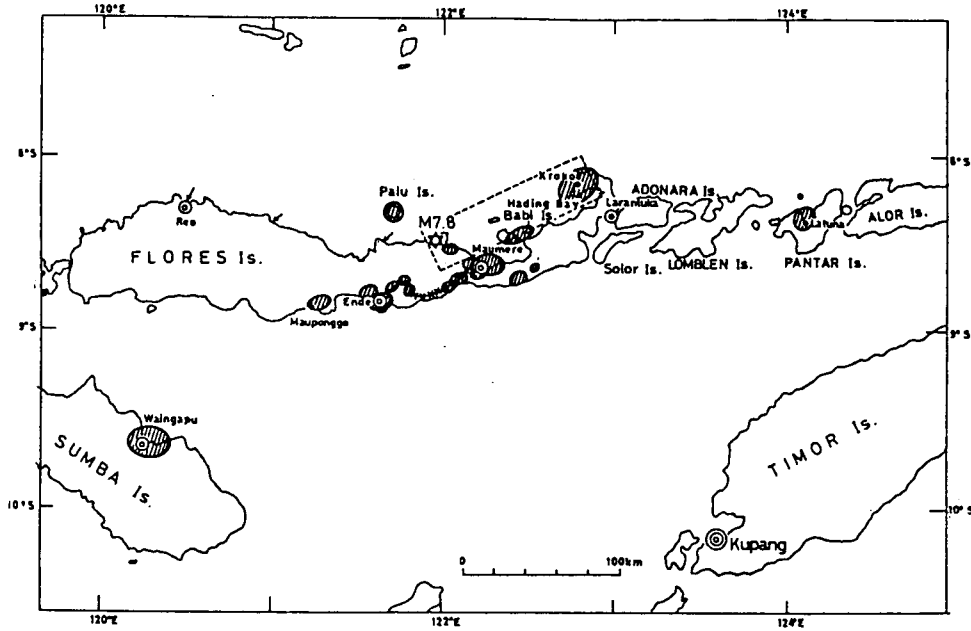 120°E
122°E
124°E
8°S
8°S
Palu Is.
Krokoe
Hading Bay
Babi Is.
ADONARA Is.
Larantuka
Reo
M7.8
Maumere
FLORES Is.
Solor Is.
LOMBLEN Is.
PANTAR Is.
ALOR Is.
Ende
Mauponggo
9°S
9°S
Waingapu
SUMBA Is.
TIMOR Is.
10°S
10°S
Kupang
0
100km
120°E
122°E
124°E